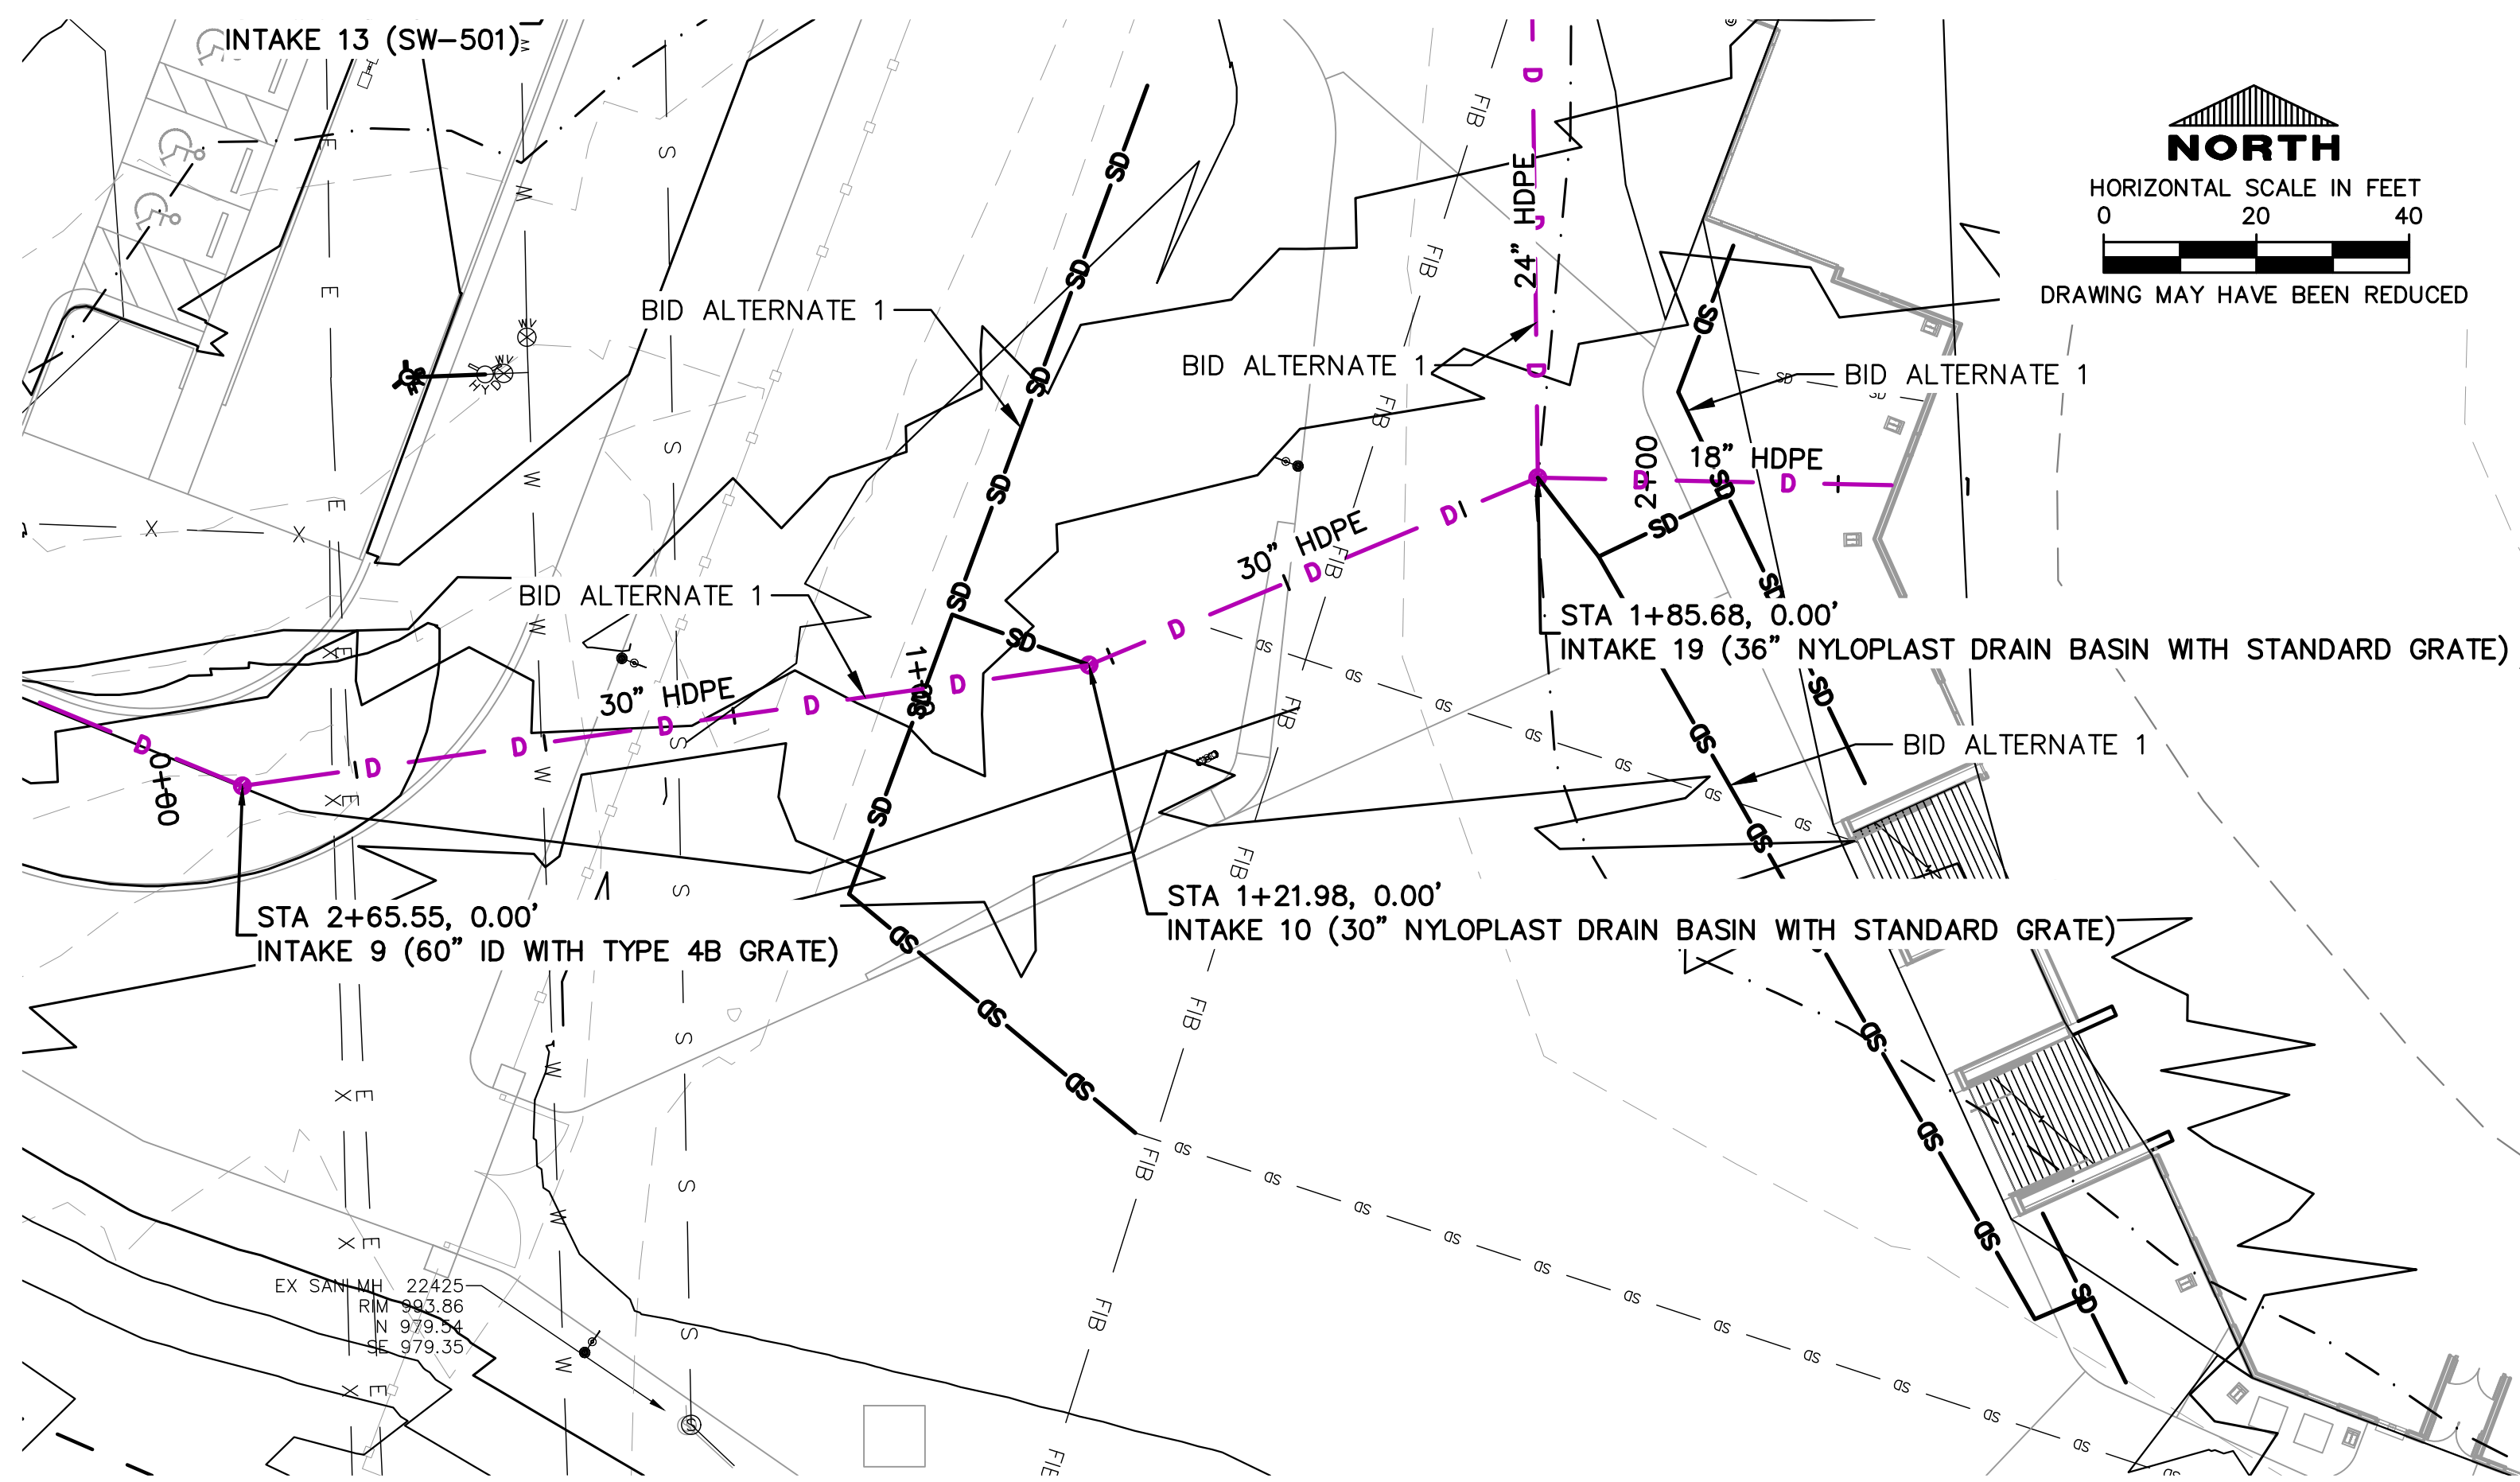 INTAKE 13 (SW-501)
NORTH
HORIZONTAL SCALE IN FEET
0 20 40
DRAWING MAY HAVE BEEN REDUCED
BID ALTERNATE 1
24" HDPE
BID ALTERNATE 1
BID ALTERNATE 1
18" HDPE
2+00
30" HDPE
BID ALTERNATE 1
STA 1+85.68, 0.00'
INTAKE 19 (36" NYLOPLAST DRAIN BASIN WITH STANDARD GRATE)
30" HDPE
BID ALTERNATE 1
0+00
STA 1+21.98, 0.00'
INTAKE 10 (30" NYLOPLAST DRAIN BASIN WITH STANDARD GRATE)
STA 2+65.55, 0.00'
INTAKE 9 (60" ID WITH TYPE 4B GRATE)
EX SAN MH 22425
RIM 993.86
N 979.54
SE 979.35